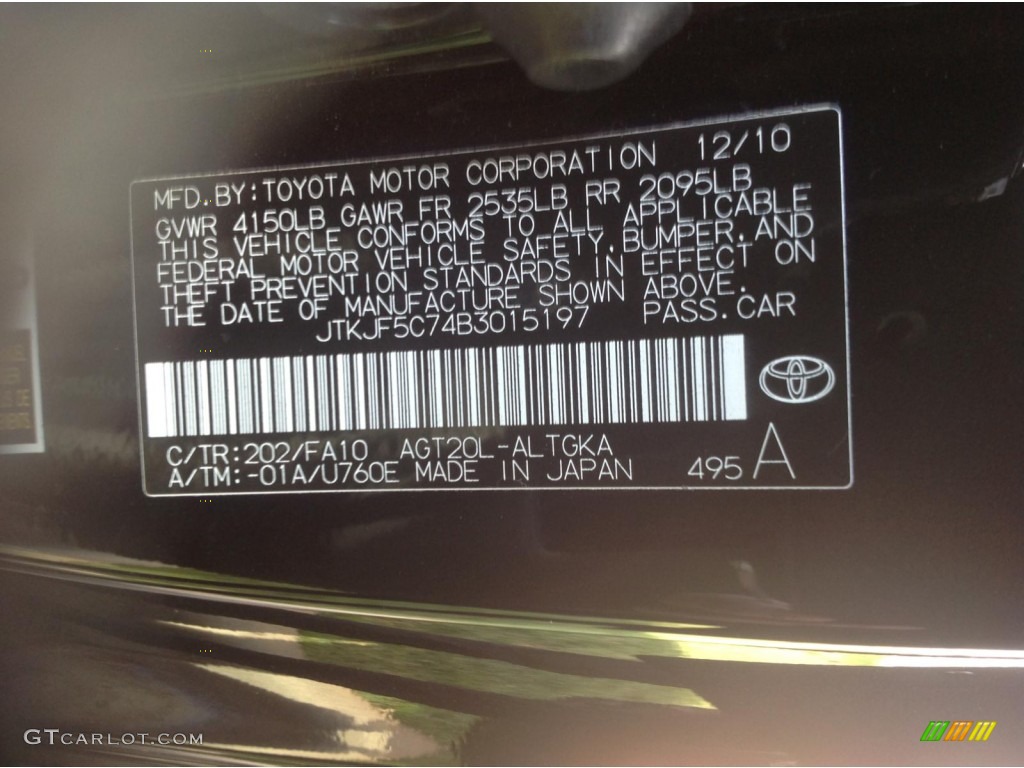 MFD.BY:TOYOTA MOTOR CORPORATION 12/10
GVWR 4150LB GAWR FR 2535LB RR 2095LB
THIS VEHICLE CONFORMS TO ALL APPLICABLE
FEDERAL MOTOR VEHICLE SAFETY,BUMPER,AND
THEFT PREVENTION STANDARDS IN EFFECT ON
THE DATE OF MANUFACTURE SHOWN ABOVE.
JTKJF5C74B3015197 PASS.CAR
C/TR:202/FA10 AGT20L-ALTGKA
A/TM:-01A/U760E MADE IN JAPAN 495 A
GTCARLOT.COM